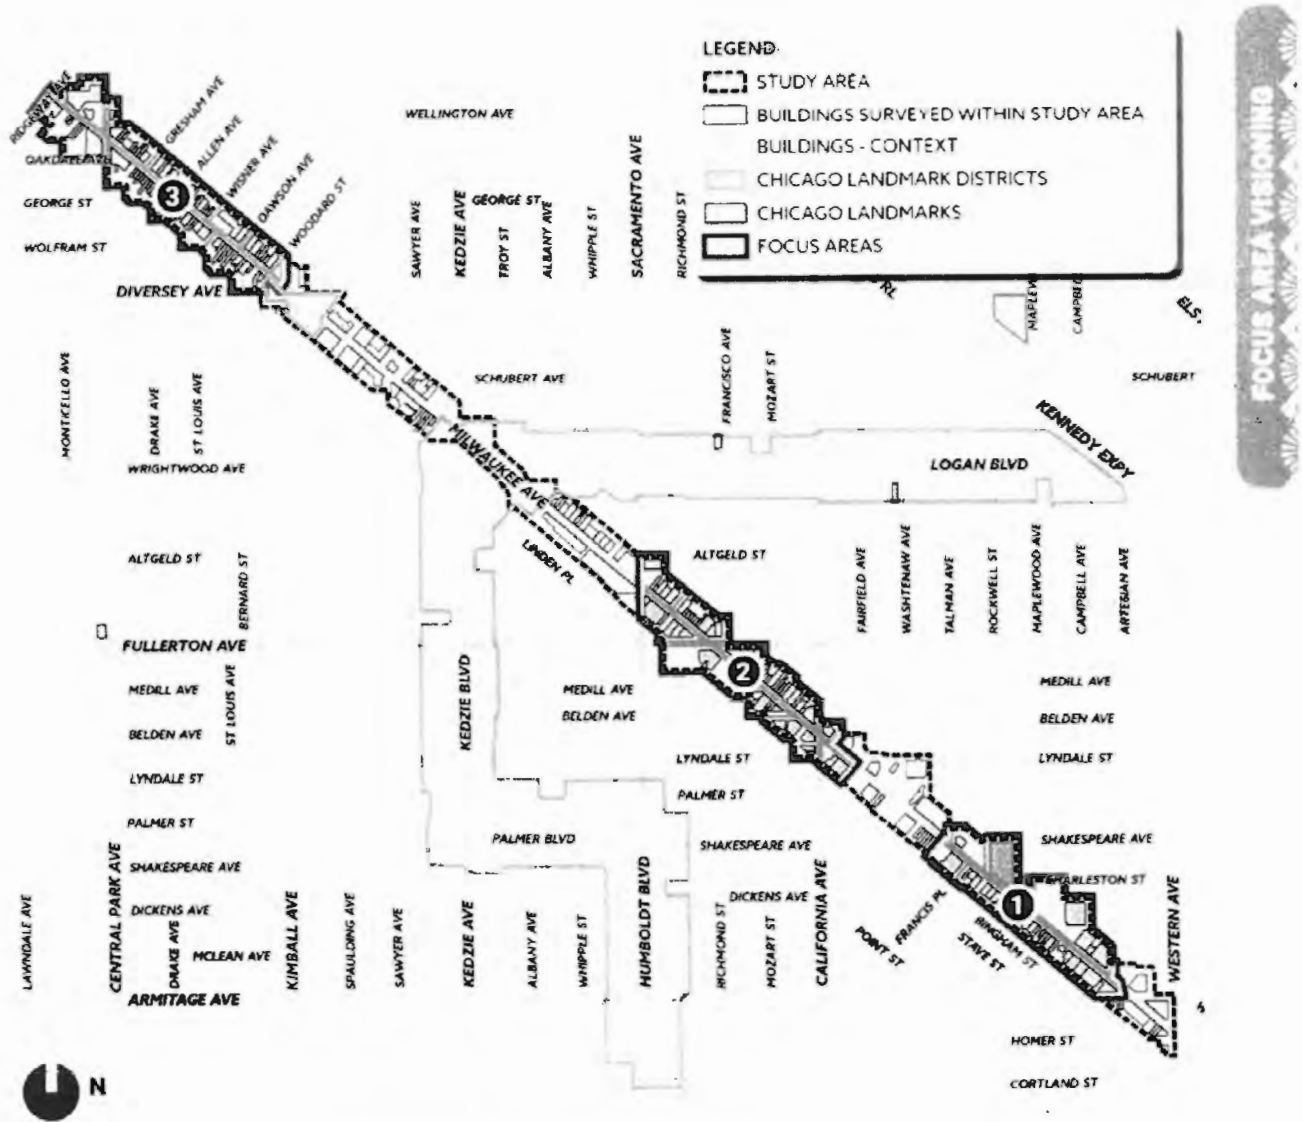 LEGEND
STUDY AREA
BUILDINGS SURVEYED WITHIN STUDY AREA
BUILDINGS - CONTEXT
CHICAGO LANDMARK DISTRICTS
CHICAGO LANDMARKS
FOCUS AREAS
FOCUS AREA VISIONING
RIDGEWAY AVE
GRESHAM AVE
ALLEN AVE
WISNER AVE
DAWSON AVE
WOODARD ST
OAKDALE AVE
GEORGE ST
WOLFRAM ST
DIVERSEY AVE
3
WELLINGTON AVE
GEORGE ST
SAWYER AVE
KEDZIE AVE
TROY ST
ALBANY AVE
WHIPPLE ST
SACRAMENTO AVE
RICHMOND ST
RL
MAPLEW
CAMPBE
ELS
MONTICELLO AVE
DRAKE AVE
ST LOUIS AVE
SCHUBERT AVE
FRANCISCO AVE
MOZART ST
SCHUBERT
KENNEDY EXPY
WRIGHTWOOD AVE
MILWAUKEE AVE
LOGAN BLVD
LINDEN PL
ALTGELD ST
BERNARD ST
ALTGELD ST
FAIRFIELD AVE
WASHTENAW AVE
TALMAN AVE
ROCKWELL ST
MAPLEWOOD AVE
CAMPBELL AVE
ARTESIAN AVE
FULLERTON AVE
2
MEDILL AVE
ST LOUIS AVE
KEDZIE BLVD
MEDILL AVE
MEDILL AVE
BELDEN AVE
BELDEN AVE
BELDEN AVE
LYNDALE ST
LYNDALE ST
LYNDALE ST
PALMER ST
PALMER ST
PALMER BLVD
SHAKESPEARE AVE
SHAKESPEARE AVE
SHAKESPEARE AVE
CHARLESTON ST
DICKENS AVE
DICKENS AVE
1
LAWNDALE AVE
CENTRAL PARK AVE
DRAKE AVE
MCLEAN AVE
KIMBALL AVE
SPAULDING AVE
SAWYER AVE
KEDZIE AVE
ALBANY AVE
WHIPPLE ST
HUMBOLDT BLVD
RICHMOND ST
MOZART ST
CALIFORNIA AVE
POINT ST
FRANCIS PL
BINGHAM ST
STAVE ST
WESTERN AVE
ARMITAGE AVE
HOMER ST
CORTLAND ST
N